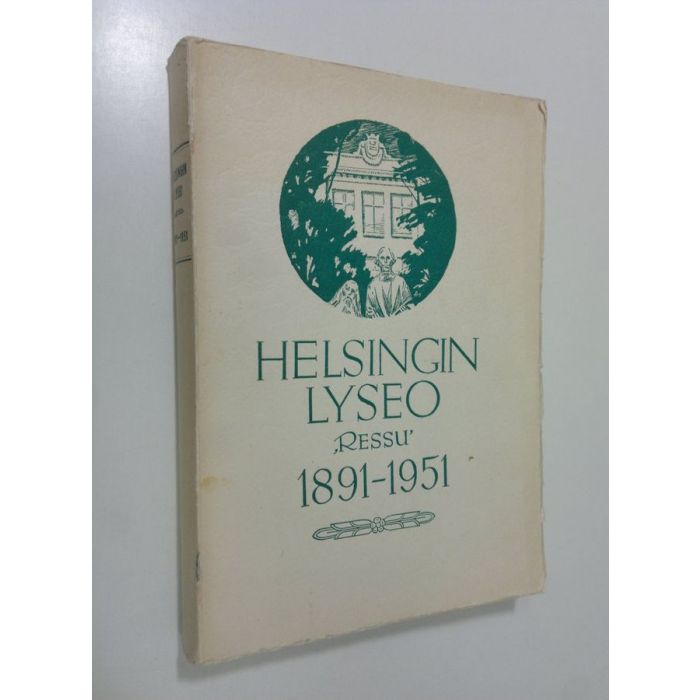 HELSINGIN
LYSEO
‚RESSU’
1891-1951